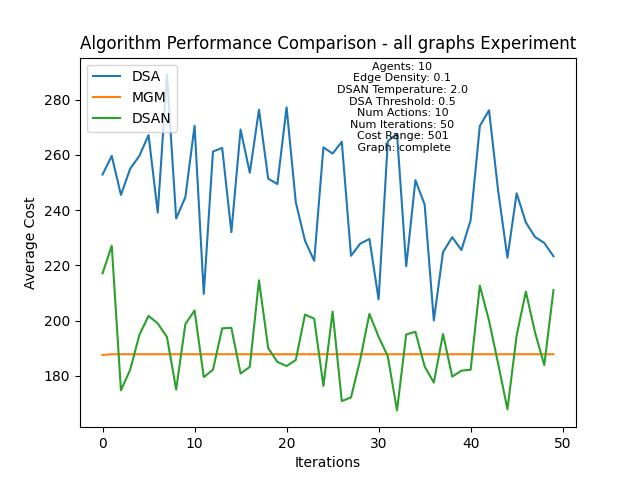 Algorithm Performance Comparison - all graphs Experiment
DSA
MGM
DSAN
Agents: 10
Edge Density: 0.1
DSAN Temperature: 2.0
DSA Threshold: 0.5
Num Actions: 10
Num Iterations: 50
Cost Range: 501
Graph: complete
Average Cost
280
260
240
220
200
180
0 10 20 30 40 50
Iterations